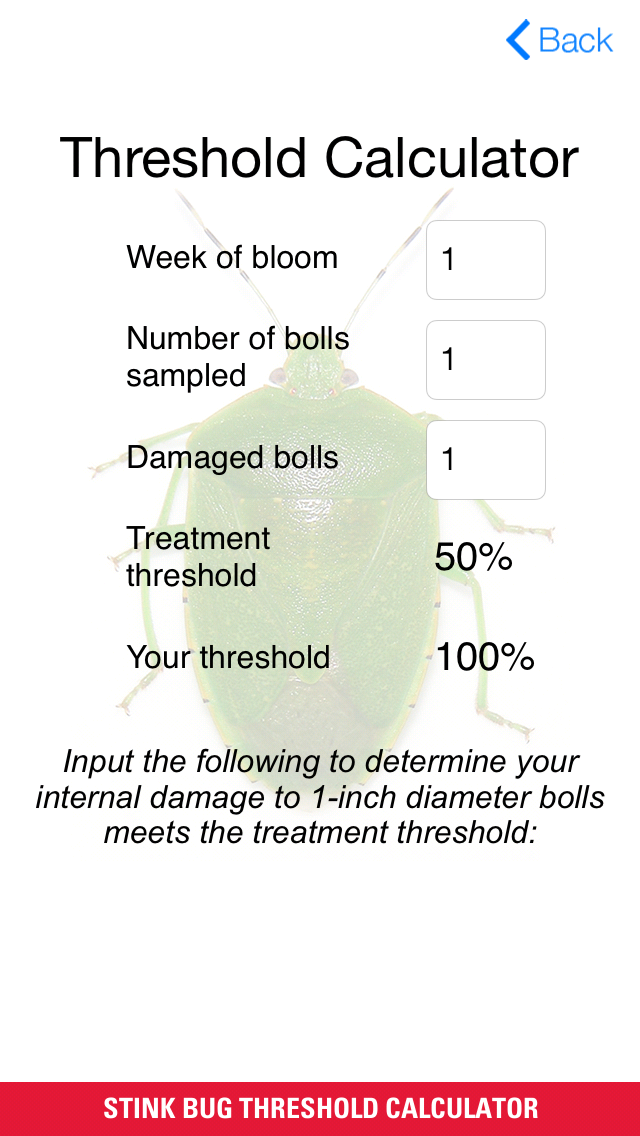 Back
Threshold Calculator
Week of bloom 1
Number of bolls
sampled 1
Damaged bolls 1
Treatment
threshold 50%
Your threshold 100%
Input the following to determine your
internal damage to 1-inch diameter bolls
meets the treatment threshold:
STINK BUG THRESHOLD CALCULATOR